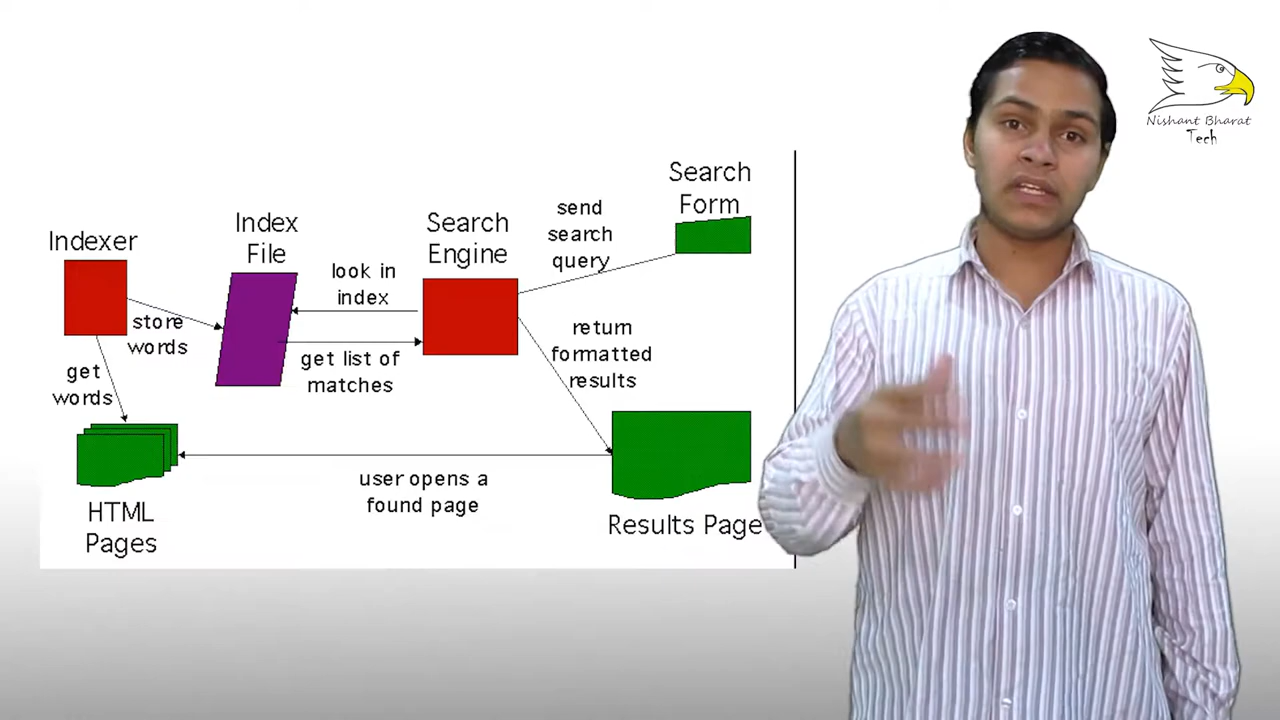 Indexer
Index
File
Search
Engine
Search
Form
send
search
query
look in
index
store
words
get list of
matches
return
formatted
results
get
words
user opens a
found page
HTML
Pages
Results Page
Nishant Bharat
Tech